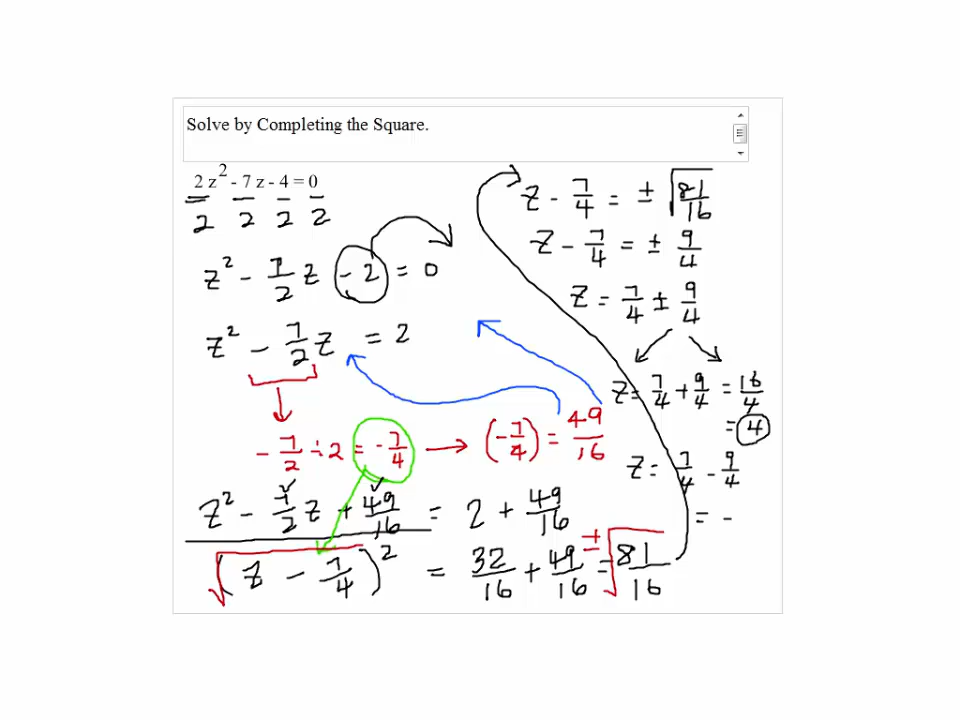 Solve by Completing the Square.
2 z² - 7 z - 4 = 0
2 2 2 2
z² - 7/2 z - 2 = 0
z² - 7/2 z = 2
- 7/2 ÷ 2 = - 7/4 → (- 7/4) = 49/16
z² - 7/2 z + 49/16 = 2 + 49/16
√(z - 7/4)² = 32/16 + 49/16 = ±√81/16
z - 7/4 = ± √81/16
z - 7/4 = ± 9/4
z = 7/4 ± 9/4
z = 7/4 + 9/4 = 16/4
= 4
z = 7/4 - 9/4
= -